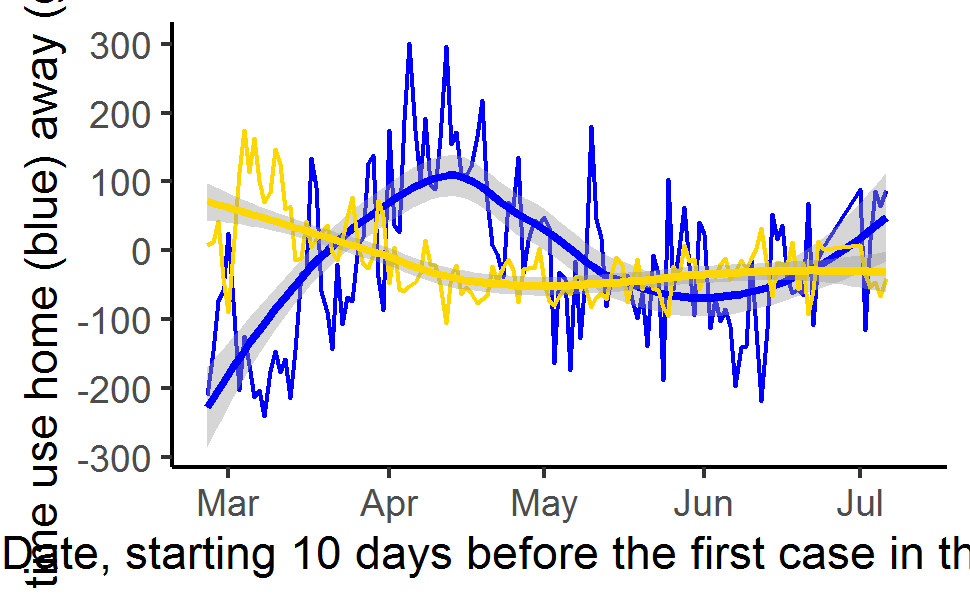 time use home (blue) away (g
300
200
100
0
-100
-200
-300
Mar Apr May Jun Jul
Date, starting 10 days before the first case in th